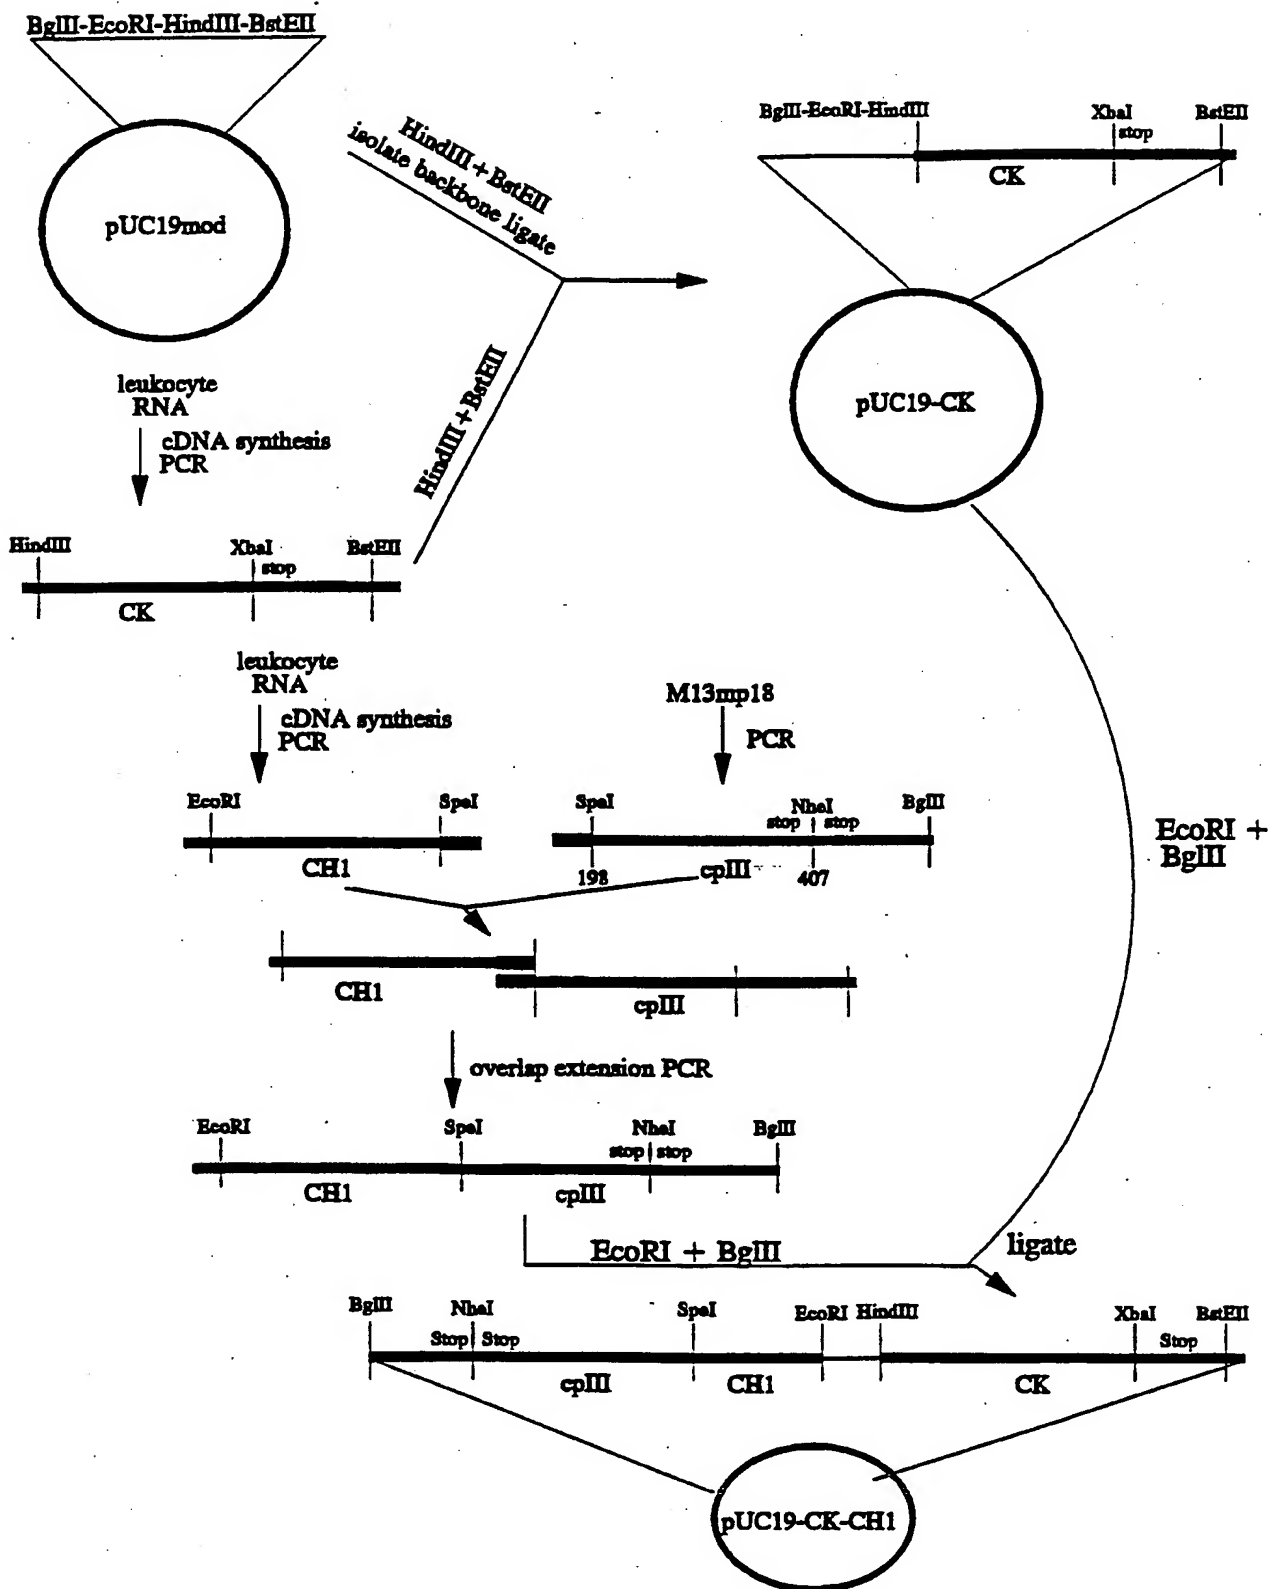 BglII-EcoRI-HindIII-BstEII
pUC19mod
HindIII + BstEII
isolate backbone ligate
BglII-EcoRI-HindIII
XbaI
stop
BstEII
CK
pUC19-CK
leukocyte
RNA
cDNA synthesis
PCR
HindIII + BstEII
HindIII
XbaI
stop
BstEII
CK
leukocyte
RNA
cDNA synthesis
PCR
M13mp18
PCR
EcoRI
SpeI
CH1
SpeI
NheI
stop stop
BglII
198
cpIII
407
EcoRI +
BglII
CH1
cpIII
overlap extension PCR
EcoRI
SpeI
NheI
stop stop
BglII
CH1
cpIII
EcoRI + BglII
ligate
BglII
NheI
Stop Stop
SpeI
EcoRI HindIII
XbaI
Stop
BstEII
cpIII
CH1
CK
pUC19-CK-CH1